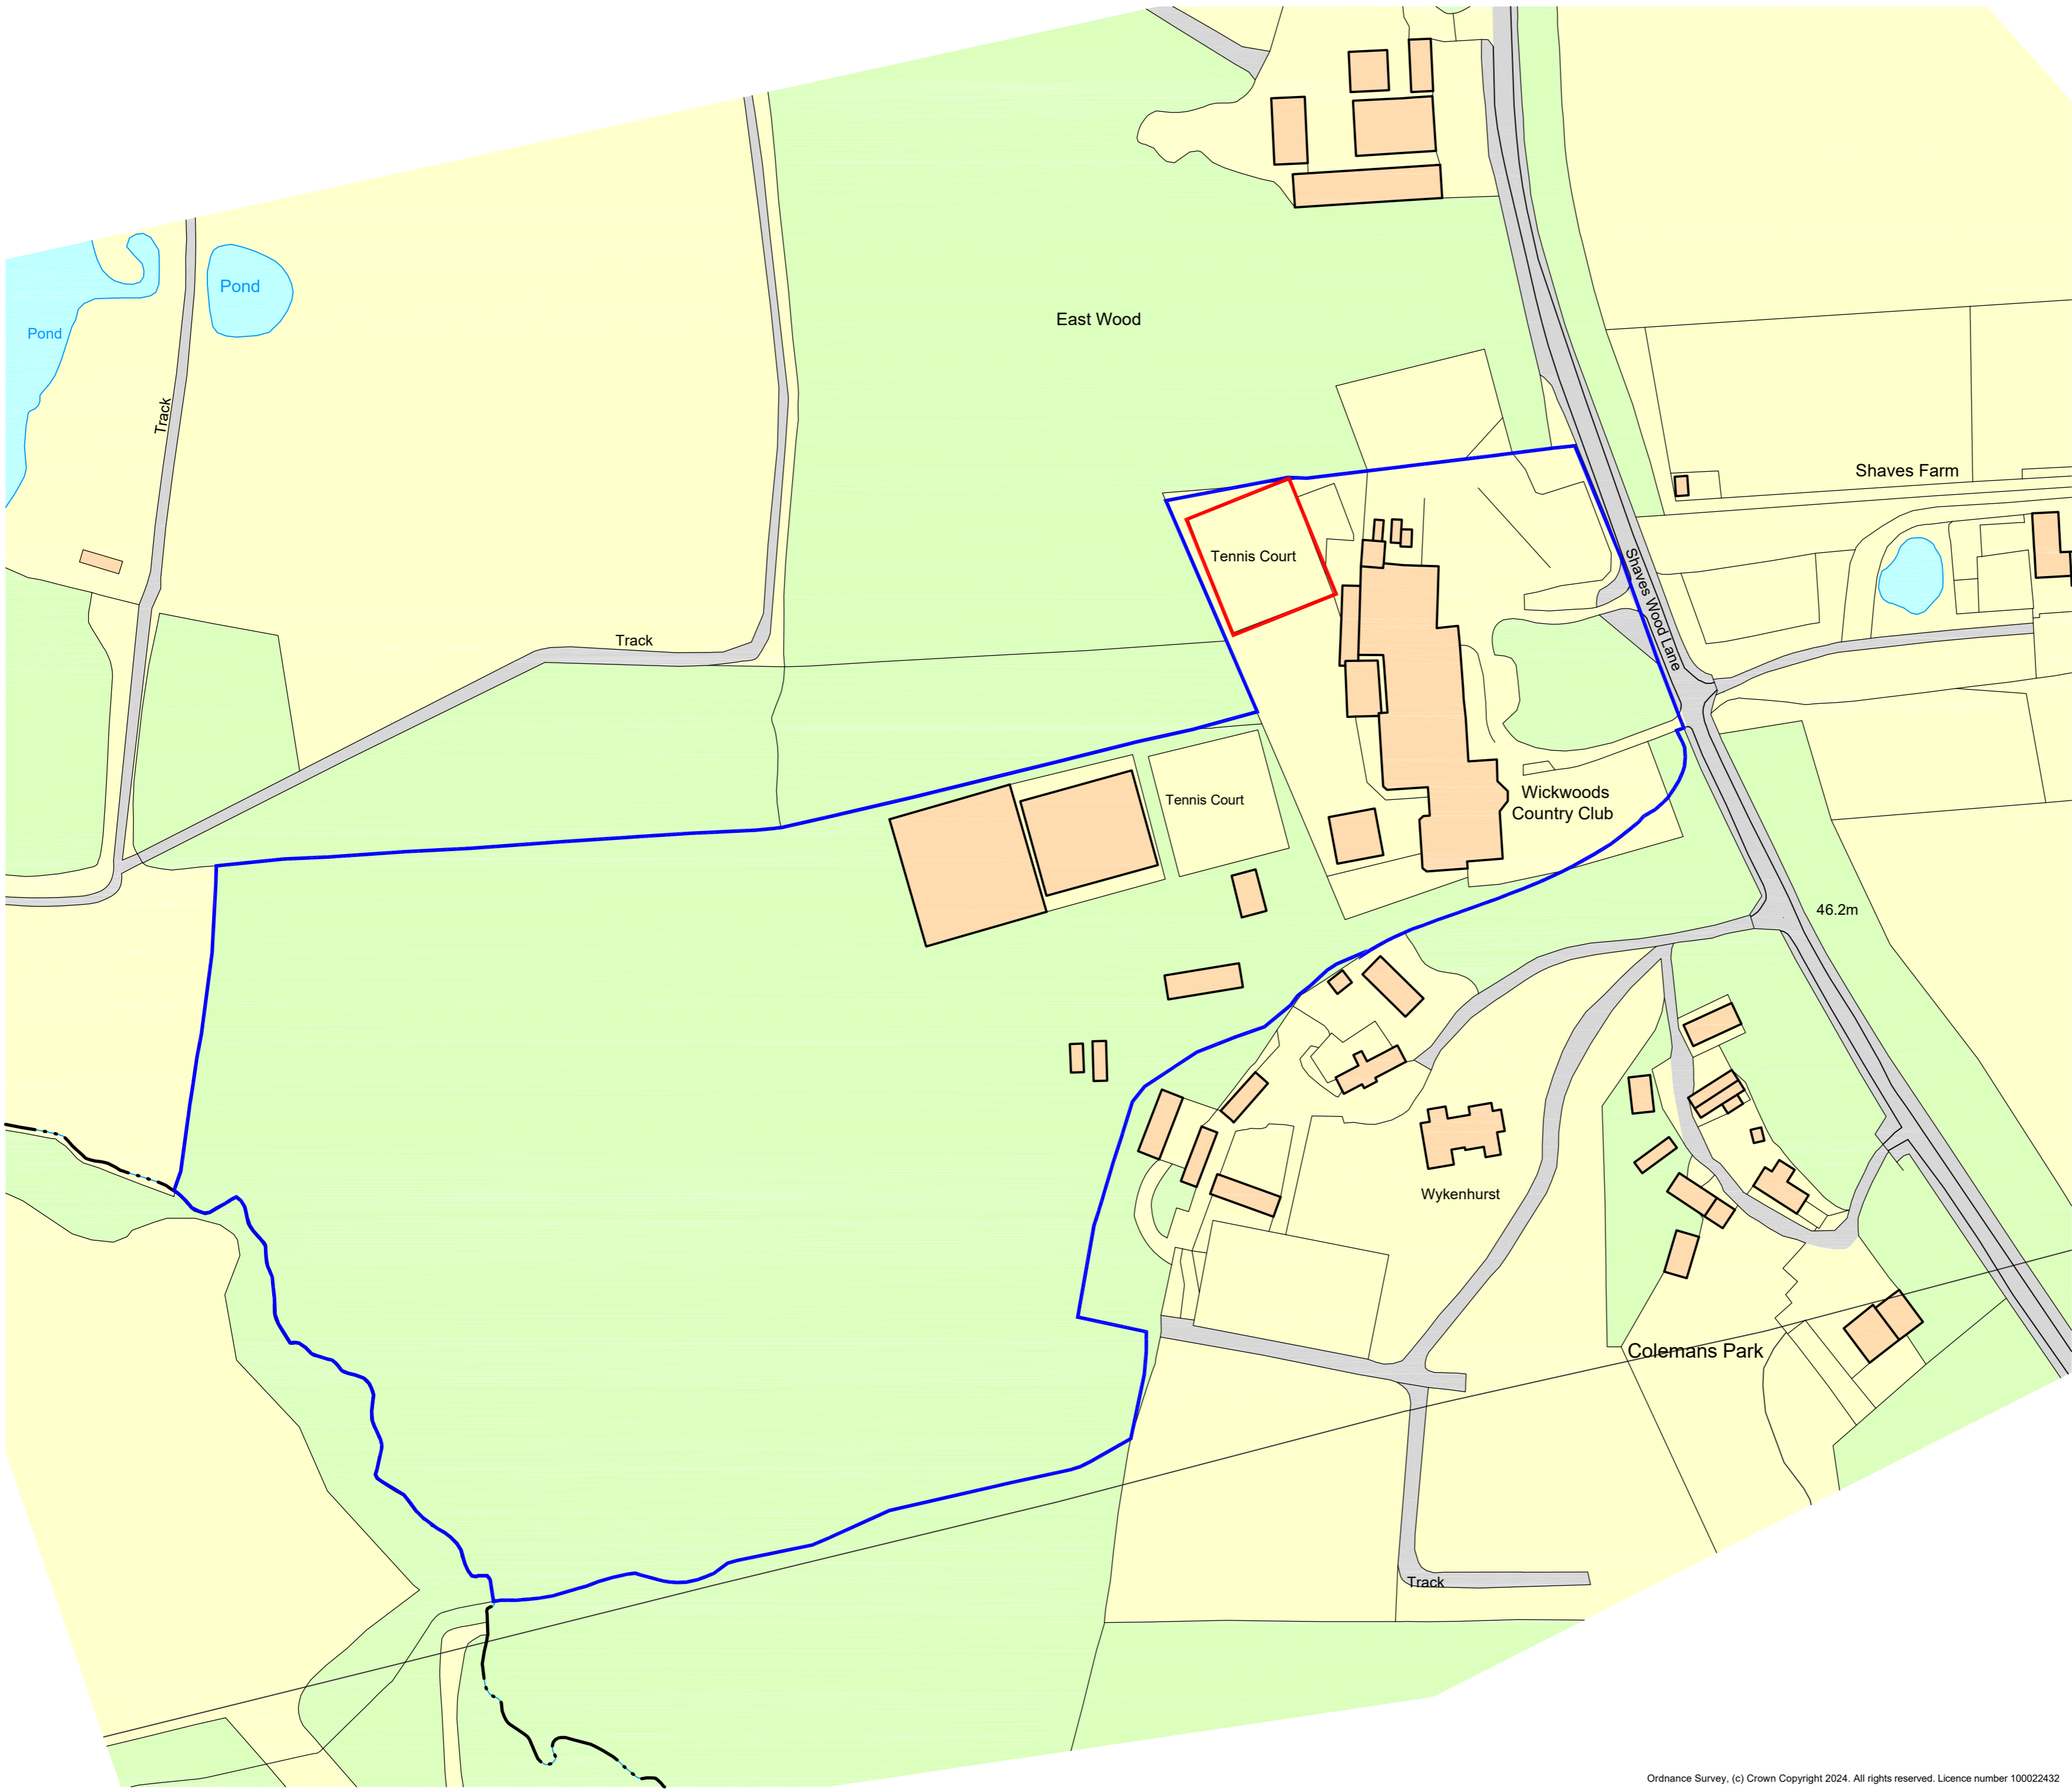 Pond
Pond
East Wood
Track
Shaves Farm
Tennis Court
Shaves Wood Lane
Track
Wickwoods
Country Club
Tennis Court
46.2m
Wykenhurst
Colemans Park
Track
Ordnance Survey, (c) Crown Copyright 2024. All rights reserved. Licence number 100022432